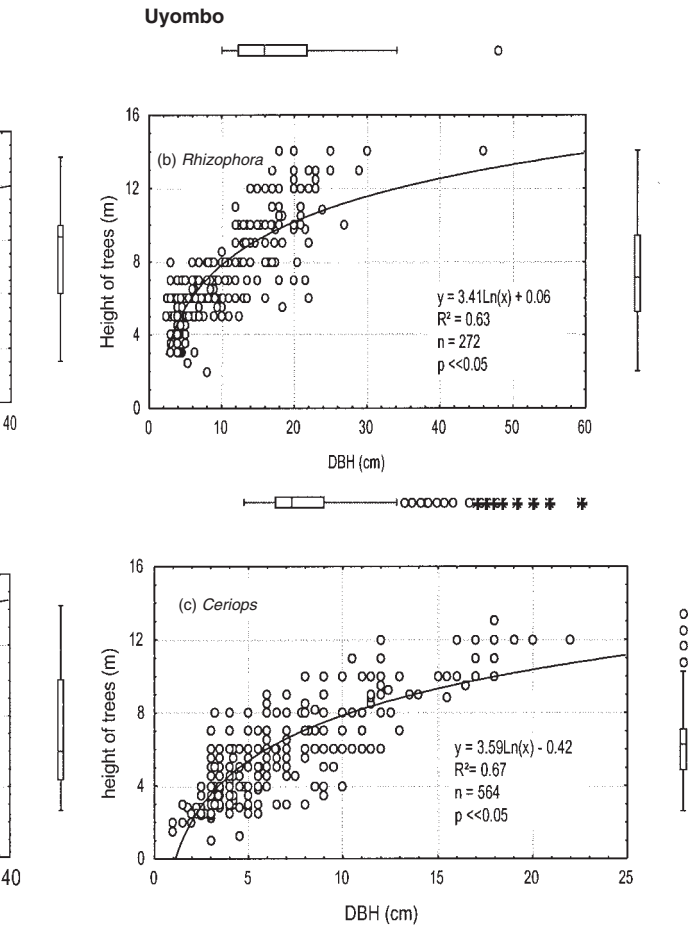 Uyombo
16
(b) Rhizophora
12
Height of trees (m)
8
y = 3.41Ln(x) + 0.06
R² = 0.63
4
n = 272
p <<0.05
0
40
0 10 20 30 40 50 60
DBH (cm)
16
(c) Ceriops
12
height of trees (m)
8
y = 3.59Ln(x) - 0.42
R²= 0.67
4
n = 564
p <<0.05
0
40
0 5 10 15 20 25
DBH (cm)